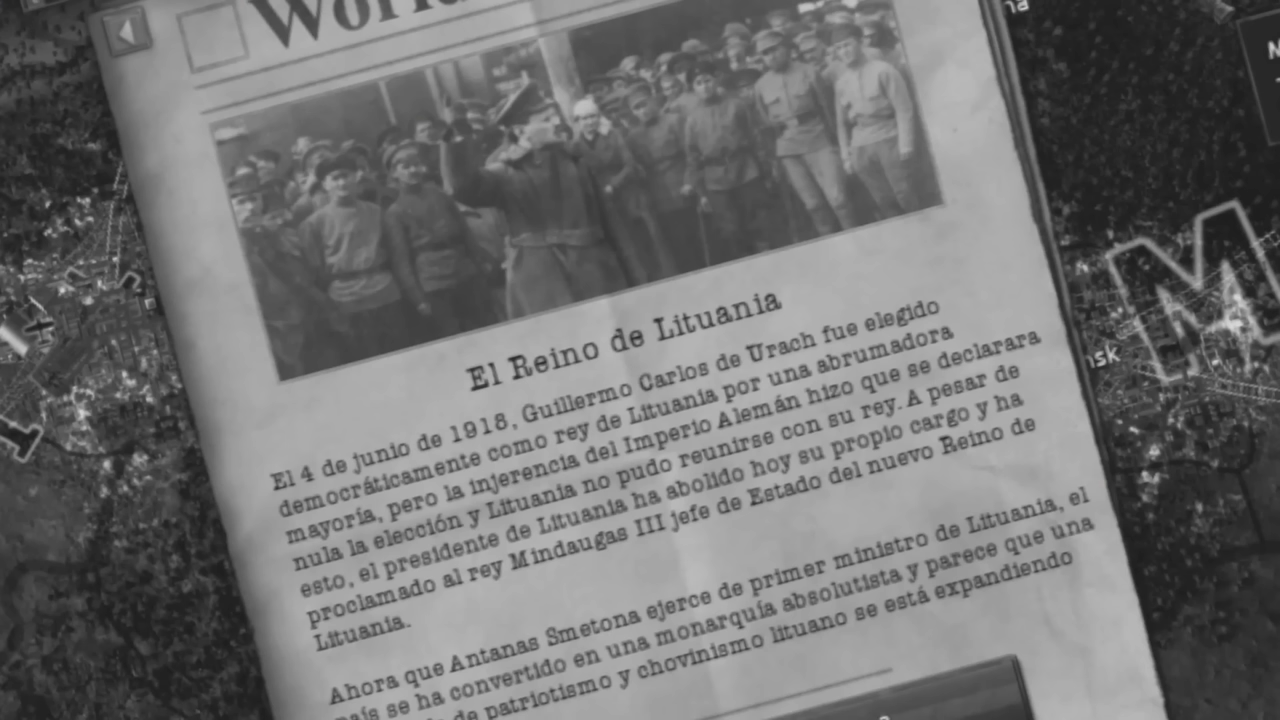 World
El Reino de Lituania
El 4 de junio de 1918, Guillermo Carlos de Urach fue elegido
democráticamente como rey de Lituania por una abrumadora
mayoría, pero la injerencia del Imperio Alemán hizo que se declarara
nula la elección y Lituania no pudo reunirse con su rey. A pesar de
esto, el presidente de Lituania ha abolido hoy su propio cargo y ha
proclamado al rey Mindaugas III jefe de Estado del nuevo Reino de
Lituania.
Ahora que Antanas Smetona ejerce de primer ministro de Lituania, el
país se ha convertido en una monarquía absolutista y parece que una
de patriotismo y chovinismo lituano se está expandiendo
na
nsk
M
M